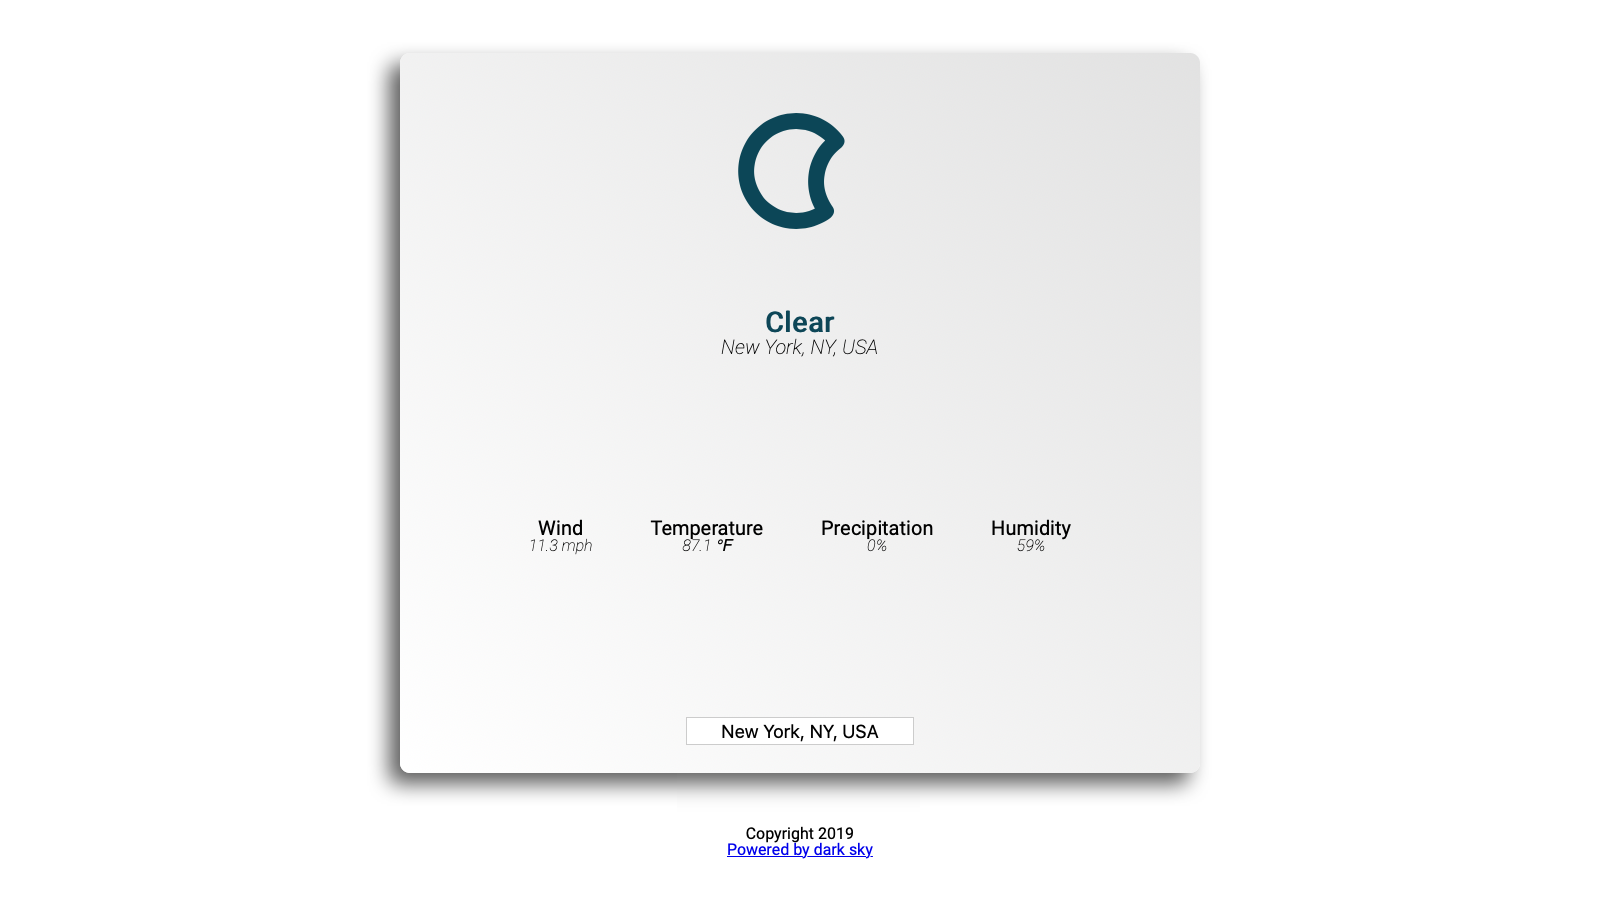 Clear
New York, NY, USA
Wind Temperature Precipitation Humidity
11.3 mph 87.1 °F 0% 59%
New York, NY, USA
Copyright 2019
Powered by dark sky